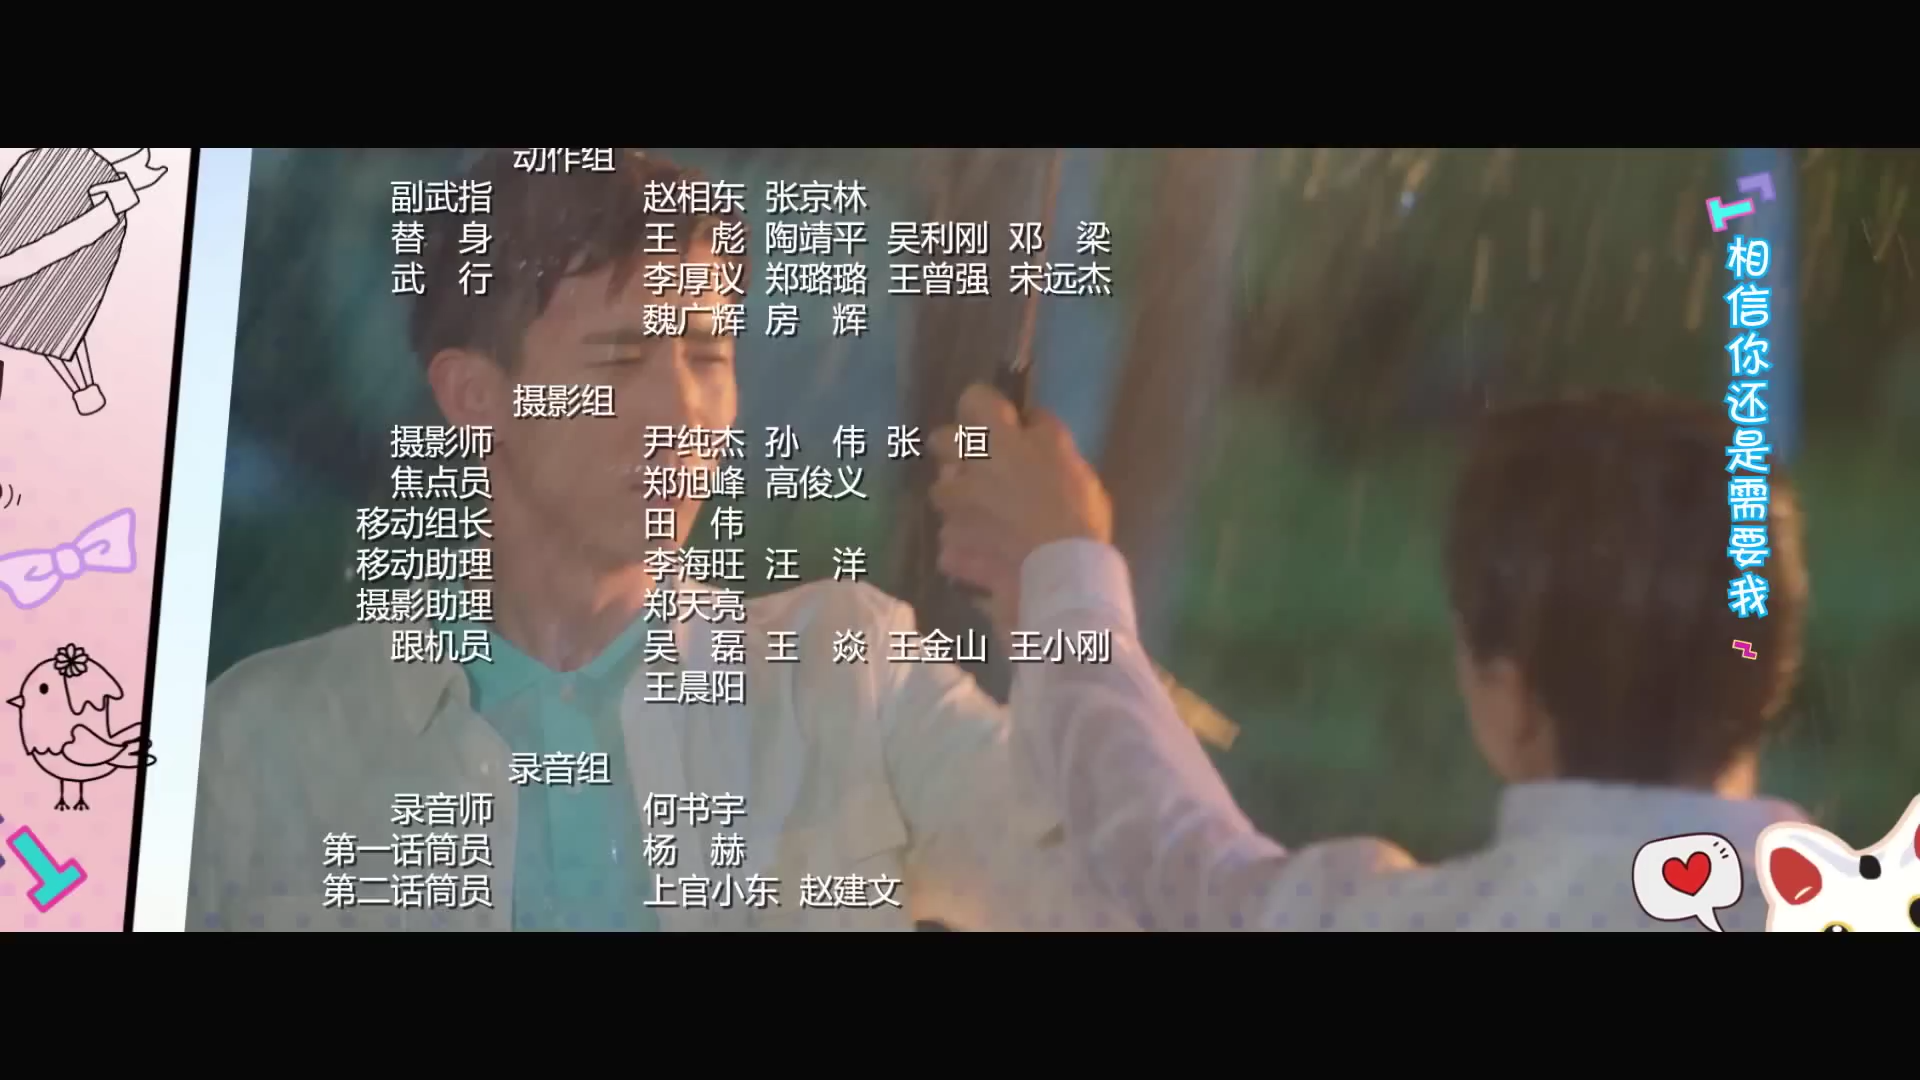 动作组
副武指 赵相东 张京林
替 身 王 彪 陶靖平 吴利刚 邓 梁
武 行 李厚议 郑璐璐 王曾强 宋远杰
魏广辉 房 辉
摄影组
摄影师 尹纯杰 孙 伟 张 恒
焦点员 郑旭峰 高俊义
移动组长 田 伟
移动助理 李海旺 汪 洋
摄影助理 郑天亮
跟机员 吴 磊 王 焱 王金山 王小刚
王晨阳
录音组
录音师 何书宇
第一话筒员 杨 赫
第二话筒员 上官小东 赵建文
相信你还是需要我